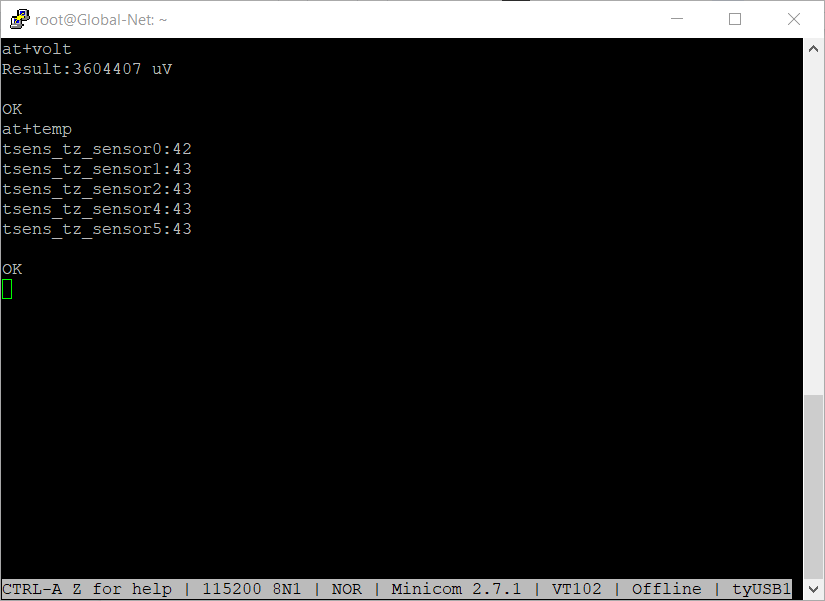 root@Global-Net: ~
at+volt
Result:3604407 uV
OK
at+temp
tsens_tz_sensor0:42
tsens_tz_sensor1:43
tsens_tz_sensor2:43
tsens_tz_sensor4:43
tsens_tz_sensor5:43
OK
CTRL-A Z for help | 115200 8N1 | NOR | Minicom 2.7.1 | VT102 | Offline | tyUSB1